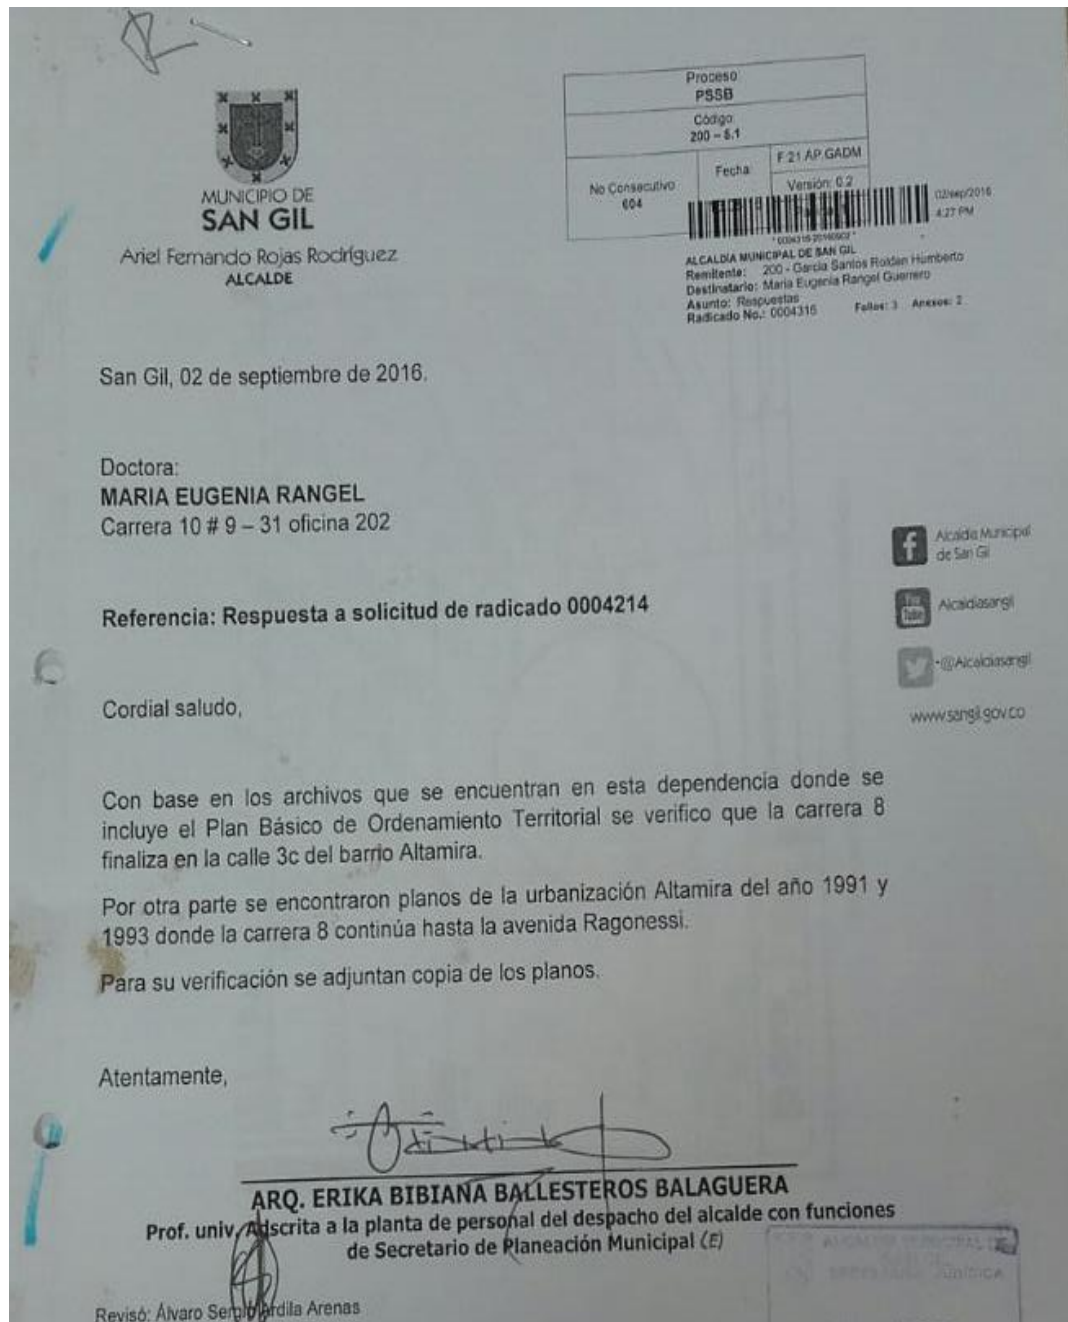 MUNICIPIO DE
SAN GIL
Ariel Fernando Rojas Rodríguez
ALCALDE
Proceso
PSSB
Código:
200 – 5.1
No Consecutivo
604
Fecha:
F:21.AP.GADM
Versión: 0.2
02/sep/2016
4:27 PM
ALCALDÍA MUNICIPAL DE SAN GIL
Remitente: 200 - Garcia Santos Roldan Humberto
Destinatario: Maria Eugenia Rangel Guerrero
Asunto: Respuestas
Radicado No.: 0004316 Folios: 3 Anexos: 2
San Gil, 02 de septiembre de 2016.
Doctora:
MARIA EUGENIA RANGEL
Carrera 10 # 9 – 31 oficina 202
Alcaldía Municipal
de San Gil
Referencia: Respuesta a solicitud de radicado 0004214
You
Tube
Alcaldiasangil
@Alcaldiasangil
Cordial saludo,
www.sangil.gov.co
Con base en los archivos que se encuentran en esta dependencia donde se
incluye el Plan Básico de Ordenamiento Territorial se verifico que la carrera 8
finaliza en la calle 3c del barrio Altamira.
Por otra parte se encontraron planos de la urbanización Altamira del año 1991 y
1993 donde la carrera 8 continúa hasta la avenida Ragonessi.
Para su verificación se adjuntan copia de los planos.
Atentamente,
ARQ. ERIKA BIBIANA BALLESTEROS BALAGUERA
Prof. univ. Adscrita a la planta de personal del despacho del alcalde con funciones
de Secretario de Planeación Municipal (E)
Revisó: Álvaro Sergio Ardila Arenas